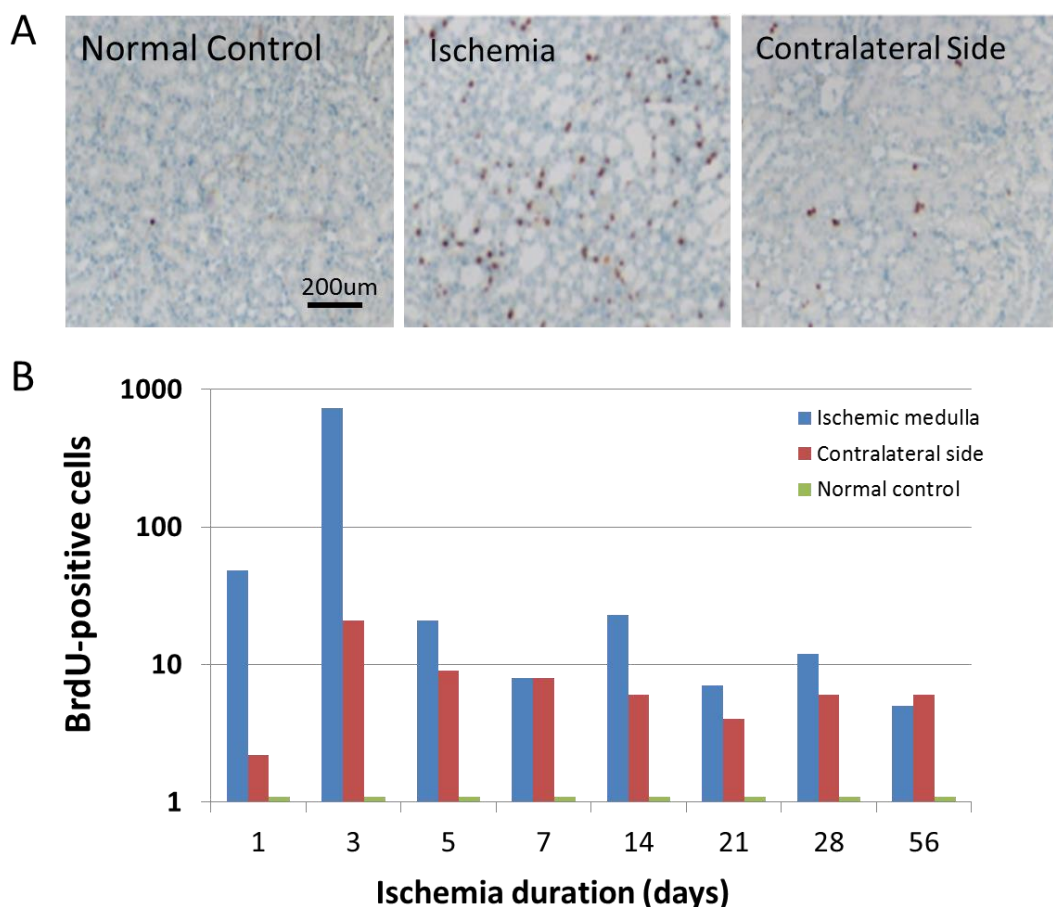 A
Normal Control
Ischemia
Contralateral Side
200um
B
1000
100
10
1
BrdU-positive cells
Ischemic medulla
Contralateral side
Normal control
1 3 5 7 14 21 28 56
Ischemia duration (days)